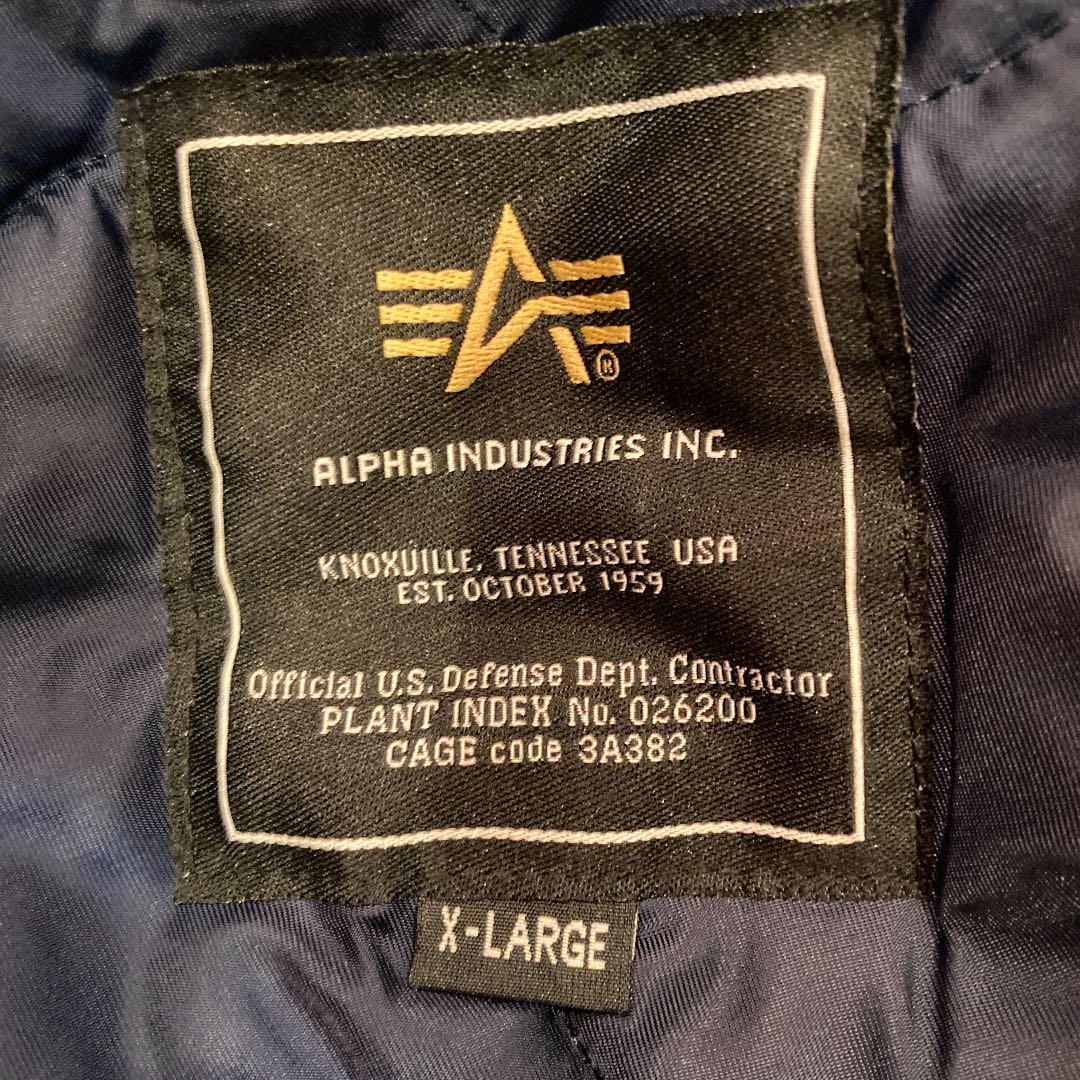 ®
ALPHA INDUSTRIES INC.
KNOXVILLE, TENNESSEE USA
EST. OCTOBER 1959
Official U.S. Defense Dept. Contractor
PLANT INDEX No. 026200
CAGE code 3A382
X-LARGE